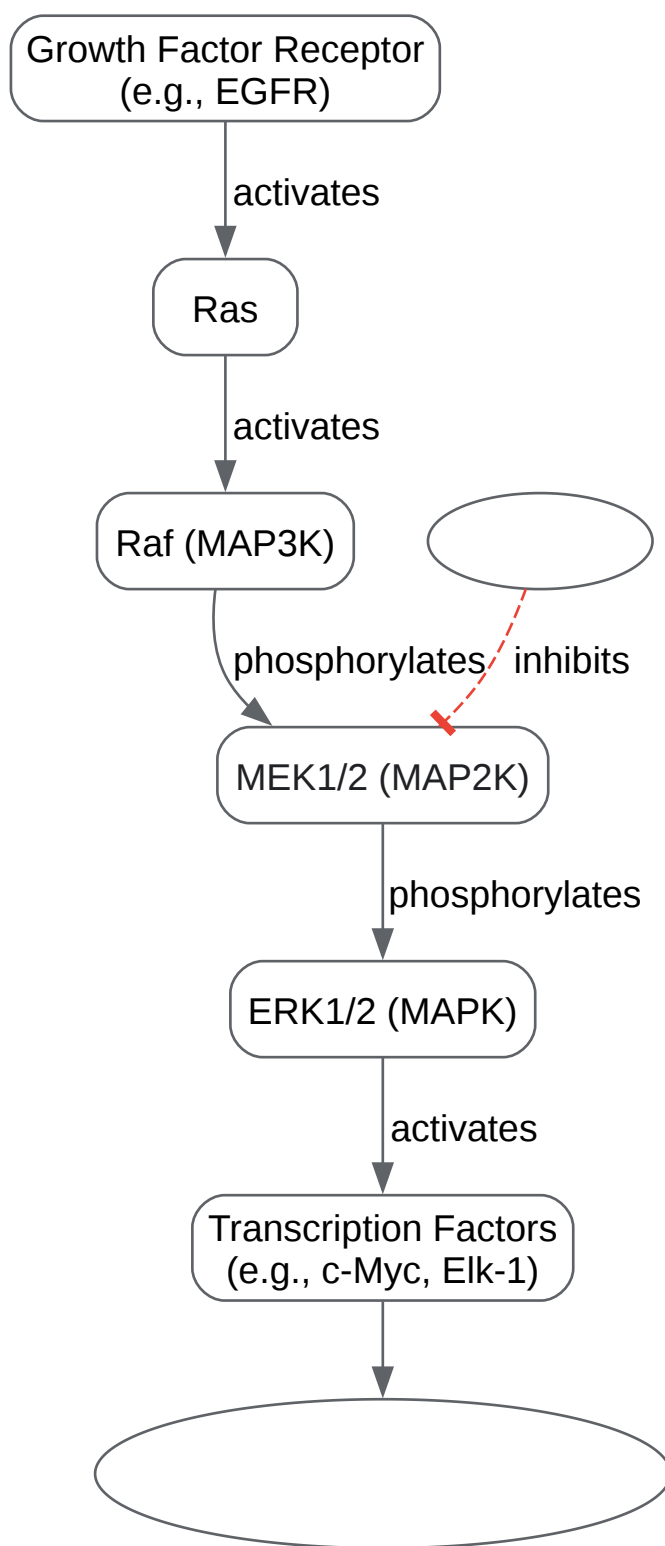 Growth Factor Receptor
(e.g., EGFR)
activates
Ras
activates
Raf (MAP3K)
phosphorylates
inhibits
MEK1/2 (MAP2K)
phosphorylates
ERK1/2 (MAPK)
activates
Transcription Factors
(e.g., c-Myc, Elk-1)